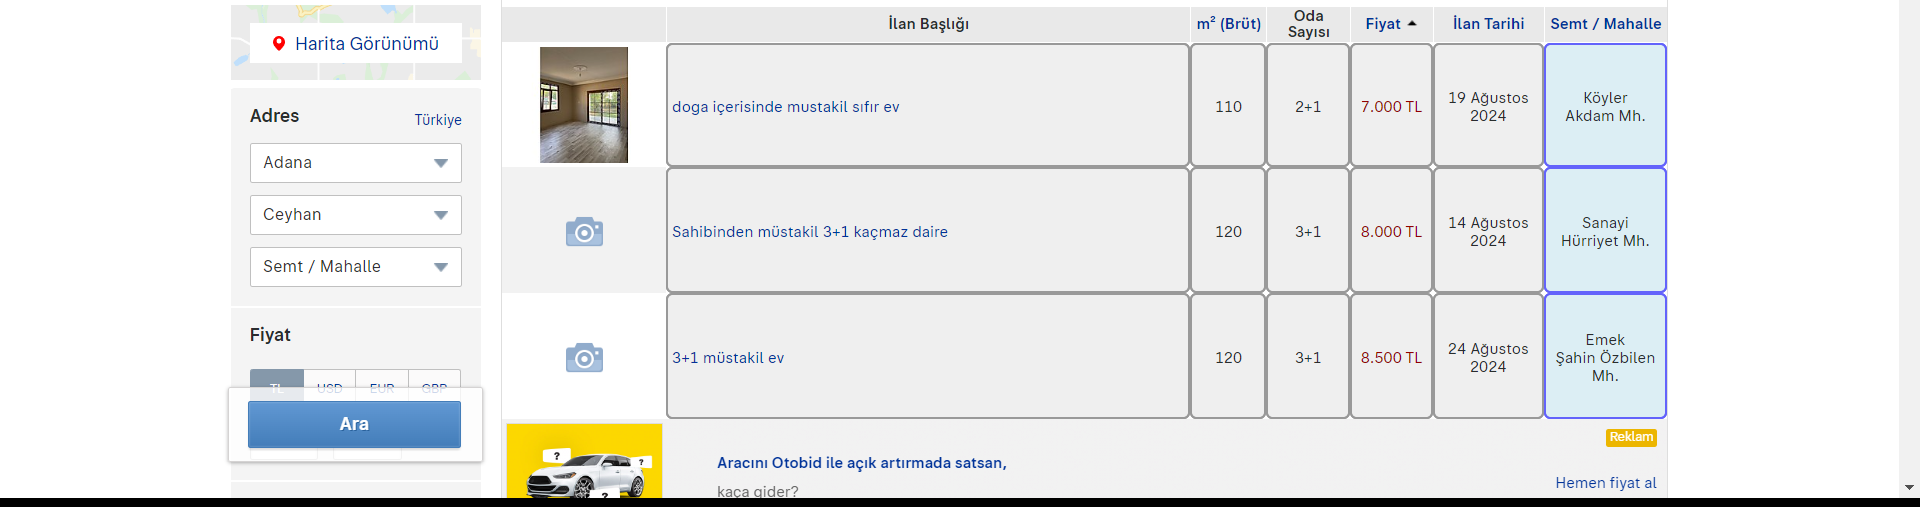 Harita Görünümü
Adres
Türkiye
Adana
Ceyhan
Semt / Mahalle
Fiyat
TL USD EUR GBP
Ara
İlan Başlığı
m² (Brüt)
Oda
Sayısı
Fiyat
İlan Tarihi
Semt / Mahalle
doga içerisinde mustakil sıfır ev
110
2+1
7.000 TL
19 Ağustos
2024
Köyler
Akdam Mh.
Sahibinden müstakil 3+1 kaçmaz daire
120
3+1
8.000 TL
14 Ağustos
2024
Sanayi
Hürriyet Mh.
3+1 müstakil ev
120
3+1
8.500 TL
24 Ağustos
2024
Emek
Şahin Özbilen
Mh.
? ?
?
Reklam
Aracını Otobid ile açık artırmada satsan,
kaça gider?
Hemen fiyat al